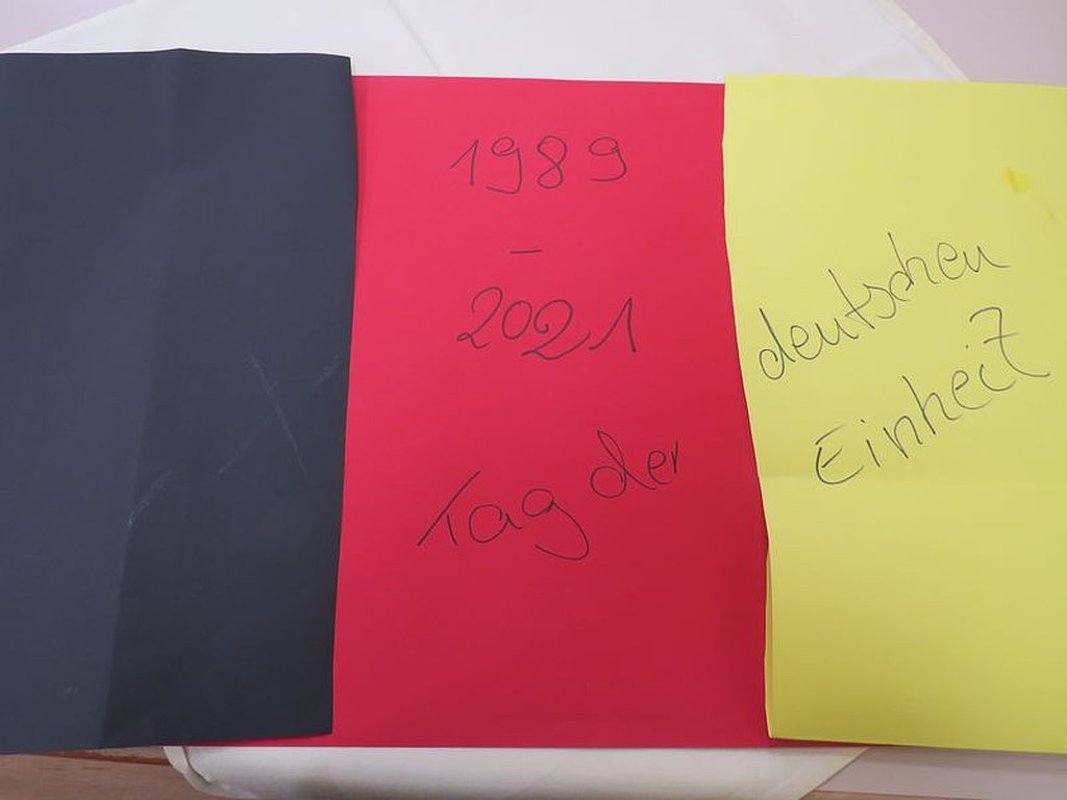 1989
–
2021
Tag der
deutschen
Einheit